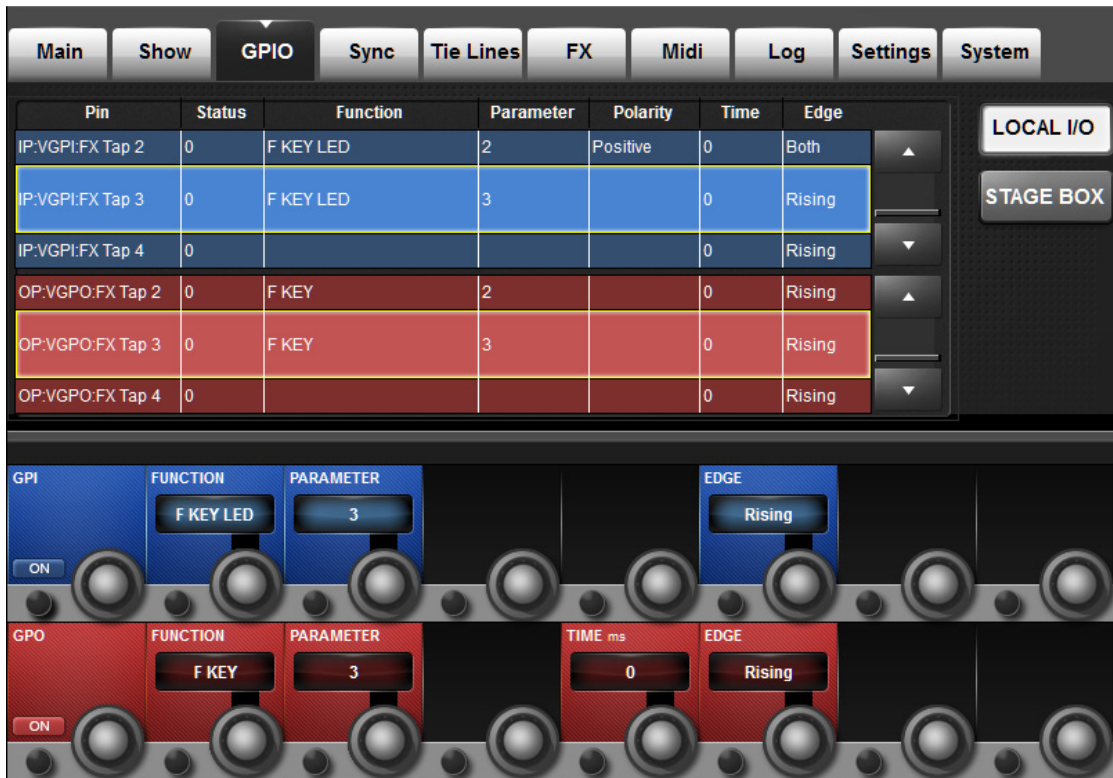 Main Show GPIO Sync Tie Lines FX Midi Log Settings System
Pin Status Function Parameter Polarity Time Edge
IP:VGPI:FX Tap 2 0 F KEY LED 2 Positive 0 Both
IP:VGPI:FX Tap 3 0 F KEY LED 3 0 Rising
IP:VGPI:FX Tap 4 0 0 Rising
OP:VGPO:FX Tap 2 0 F KEY 2 0 Rising
OP:VGPO:FX Tap 3 0 F KEY 3 0 Rising
OP:VGPO:FX Tap 4 0 0 Rising
LOCAL I/O
STAGE BOX
GPI FUNCTION PARAMETER EDGE
F KEY LED 3 Rising
ON
GPO FUNCTION PARAMETER TIME ms EDGE
F KEY 3 0 Rising
ON